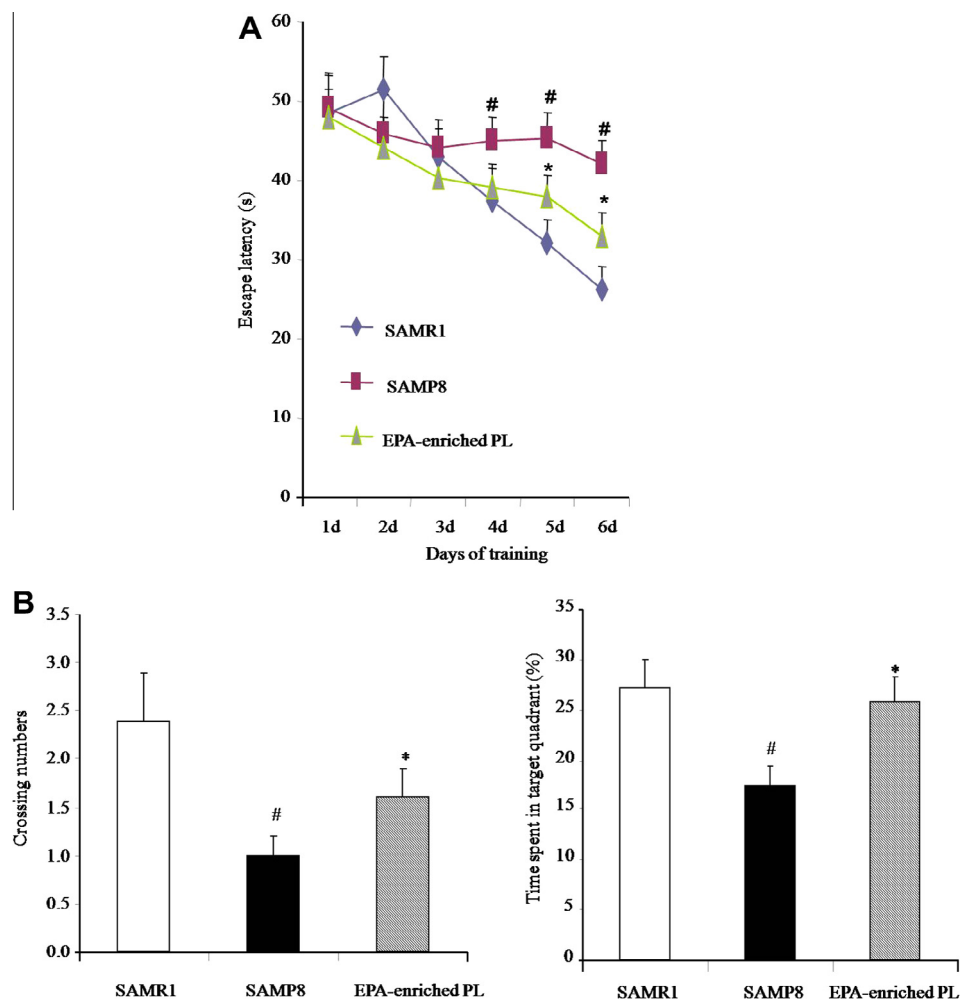 A
60
50
40
30
20
10
0
Escape latency (s)
# # #
* *
SAMR1
SAMP8
EPA-enriched PL
1d 2d 3d 4d 5d 6d
Days of training
B
3.5
3.0
2.5
2.0
1.5
1.0
0.5
0.0
Crossing numbers
#
*
SAMR1 SAMP8 EPA-enriched PL
35
30
25
20
15
10
5
0
Time spent in target quadrant (%)
#
*
SAMR1 SAMP8 EPA-enriched PL